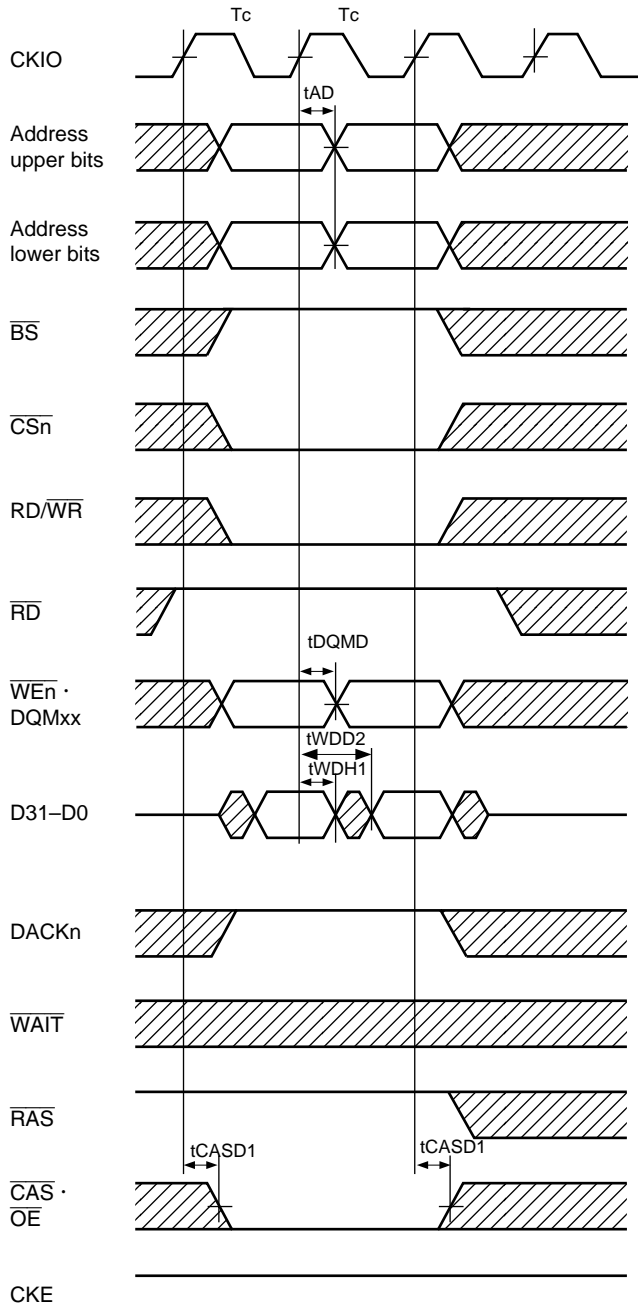 Tc Tc
CKIO
tAD
Address
upper bits
Address
lower bits
BS
CSn
RD/WR
RD
tDQMD
WEn ·
DQMxx
tWDD2
tWDH1
D31–D0
DACKn
WAIT
RAS
tCASD1 tCASD1
CAS ·
OE
CKE